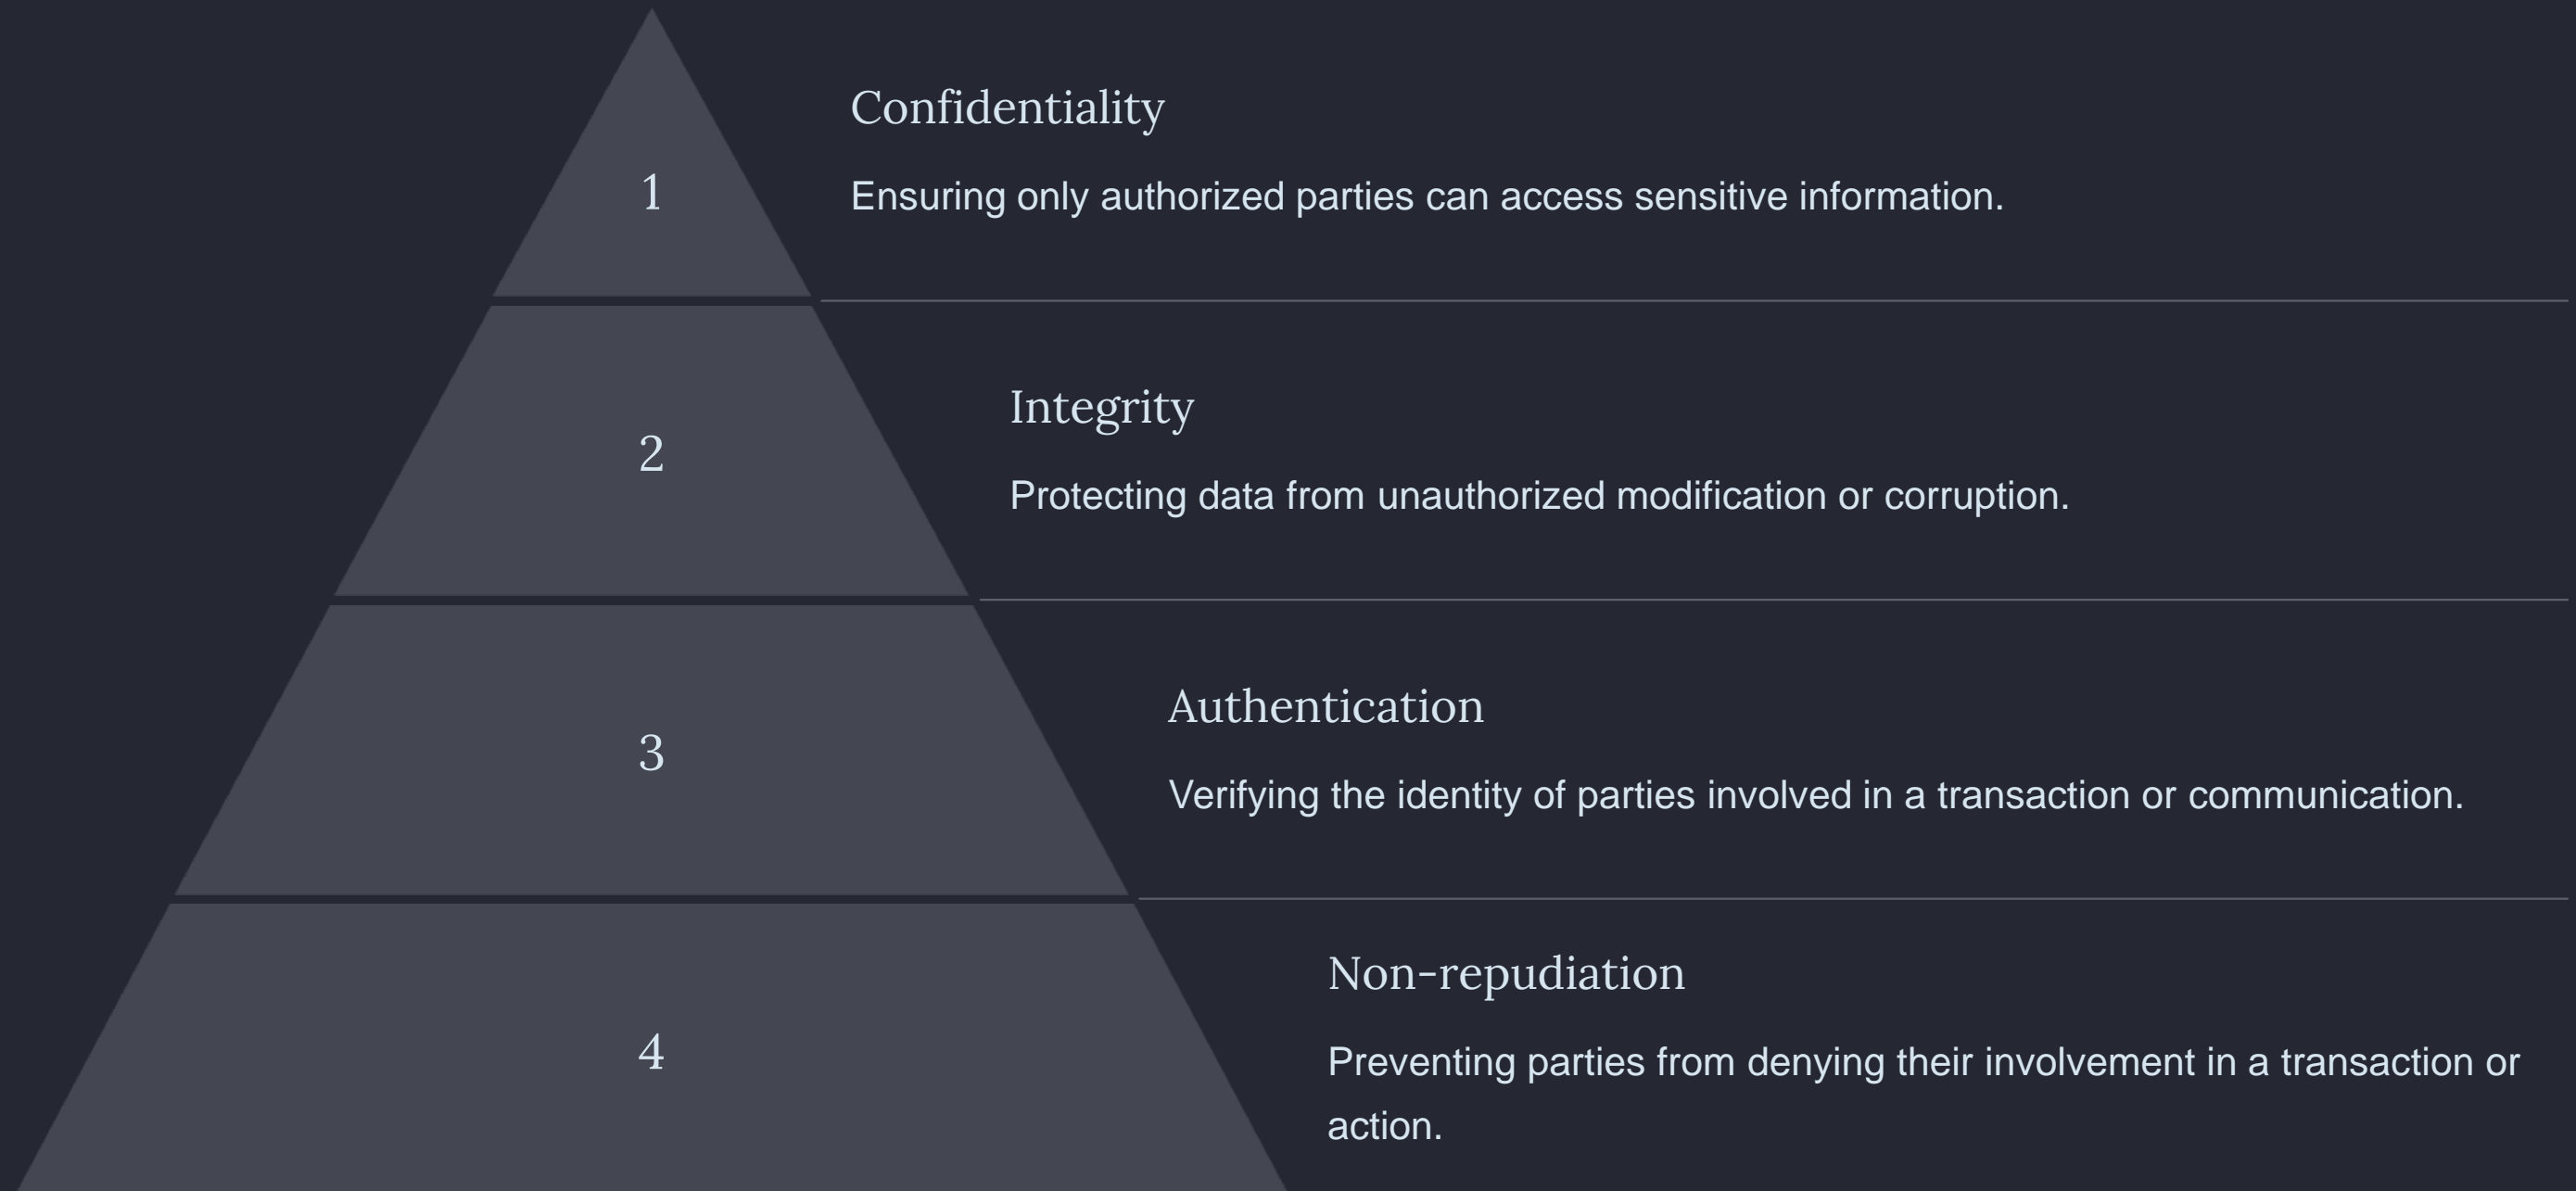 1
Confidentiality
Ensuring only authorized parties can access sensitive information.
2
Integrity
Protecting data from unauthorized modification or corruption.
3
Authentication
Verifying the identity of parties involved in a transaction or communication.
4
Non-repudiation
Preventing parties from denying their involvement in a transaction or
action.